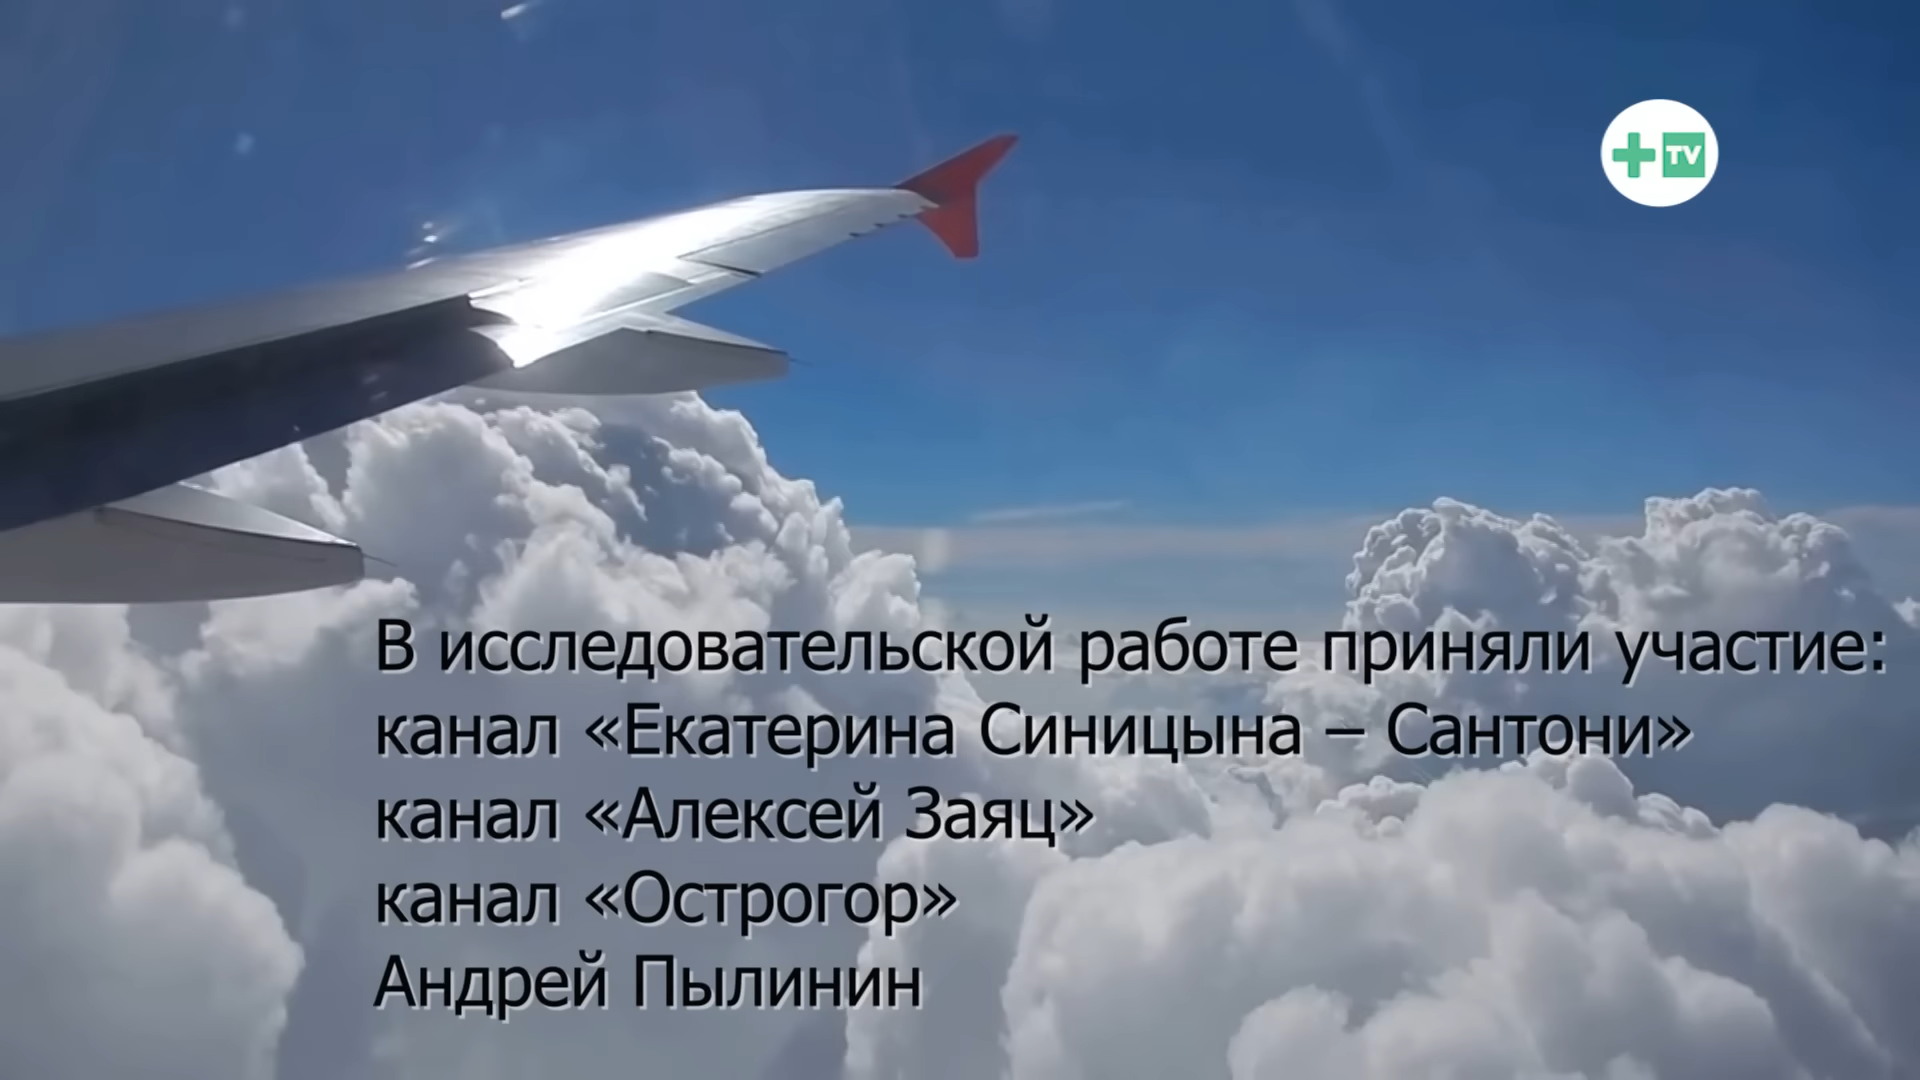 +TV
В исследовательской работе приняли участие:
канал «Екатерина Синицына – Сантони»
канал «Алексей Заяц»
канал «Острогор»
Андрей Пылинин